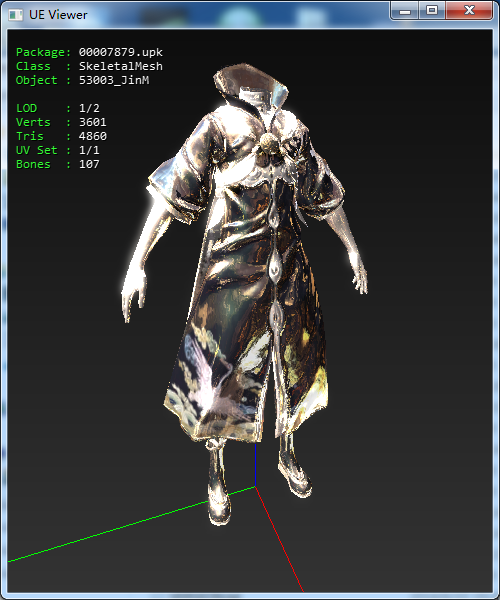 UE Viewer
Package: 00007879.upk
Class  : SkeletalMesh
Object : 53003_JinM
LOD    : 1/2
Verts  : 3601
Tris   : 4860
UV Set : 1/1
Bones  : 107